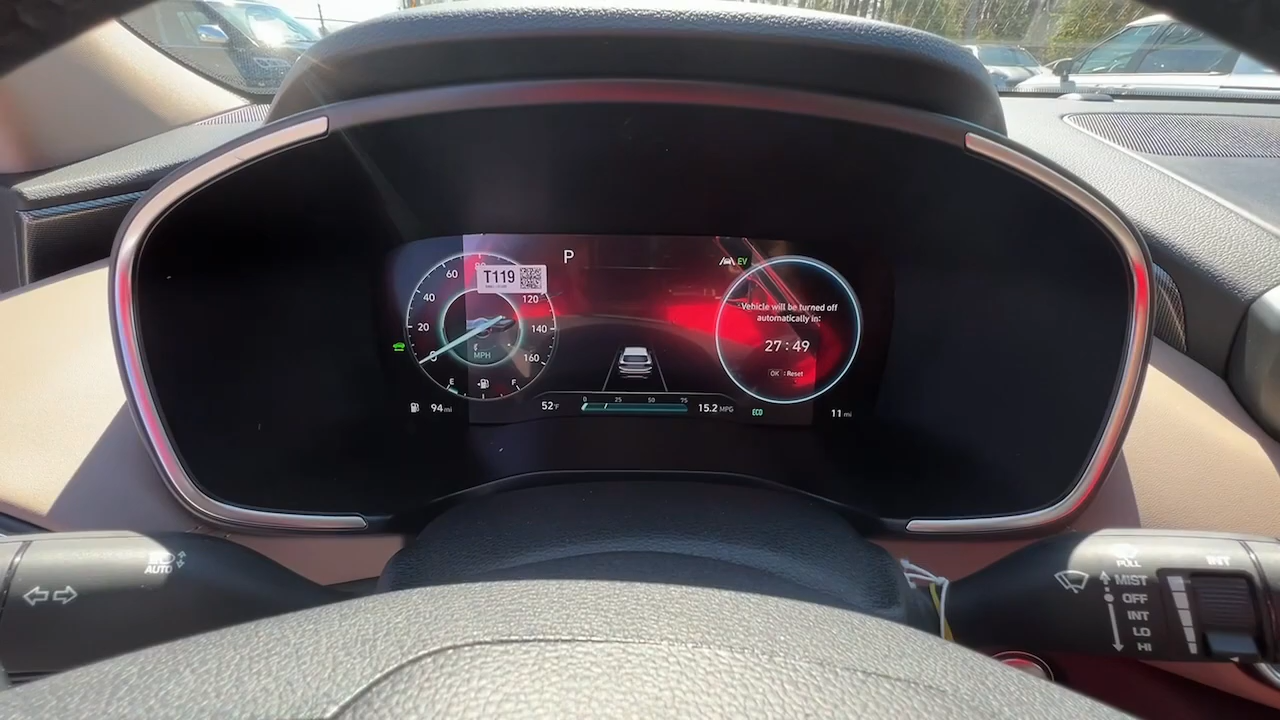 P
EV
80
60
T119
40
120
20
140
0
160
MPH
E
F
Vehicle will be turned off
automatically in:
27:49
OK : Reset
94 mi
52°F
0 25 50 75
15.2 MPG
ECO
11 mi
AUTO
PULL
INT
MIST
OFF
INT
LO
HI